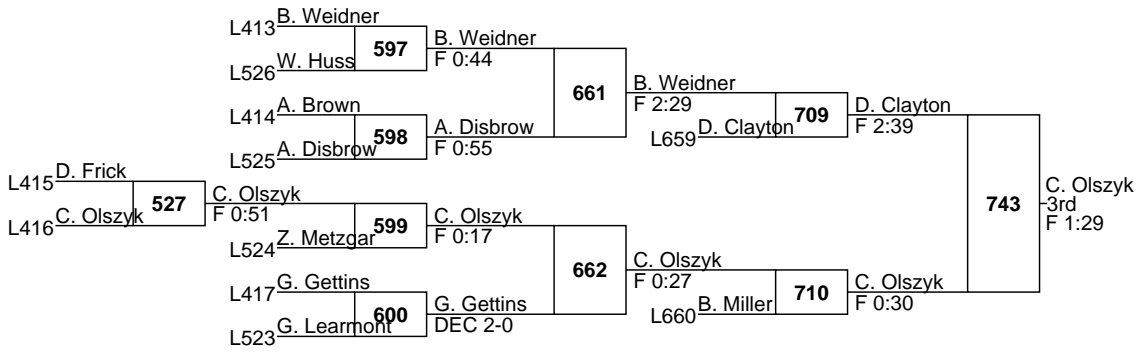 L413 B. Weidner
597
B. Weidner
F 0:44
L526 W. Huss
661
B. Weidner
F 2:29
L414 A. Brown
598
A. Disbrow
F 0:55
L525 A. Disbrow
L659 D. Clayton
709
D. Clayton
F 2:39
L415 D. Frick
527
C. Olszyk
F 0:51
L416 C. Olszyk
599
C. Olszyk
F 0:17
L524 Z. Metzgar
743
C. Olszyk
3rd
F 1:29
662
C. Olszyk
F 0:27
L417 G. Gettins
600
G. Gettins
DEC 2-0
L523 G. Learmont
L660 B. Miller
710
C. Olszyk
F 0:30